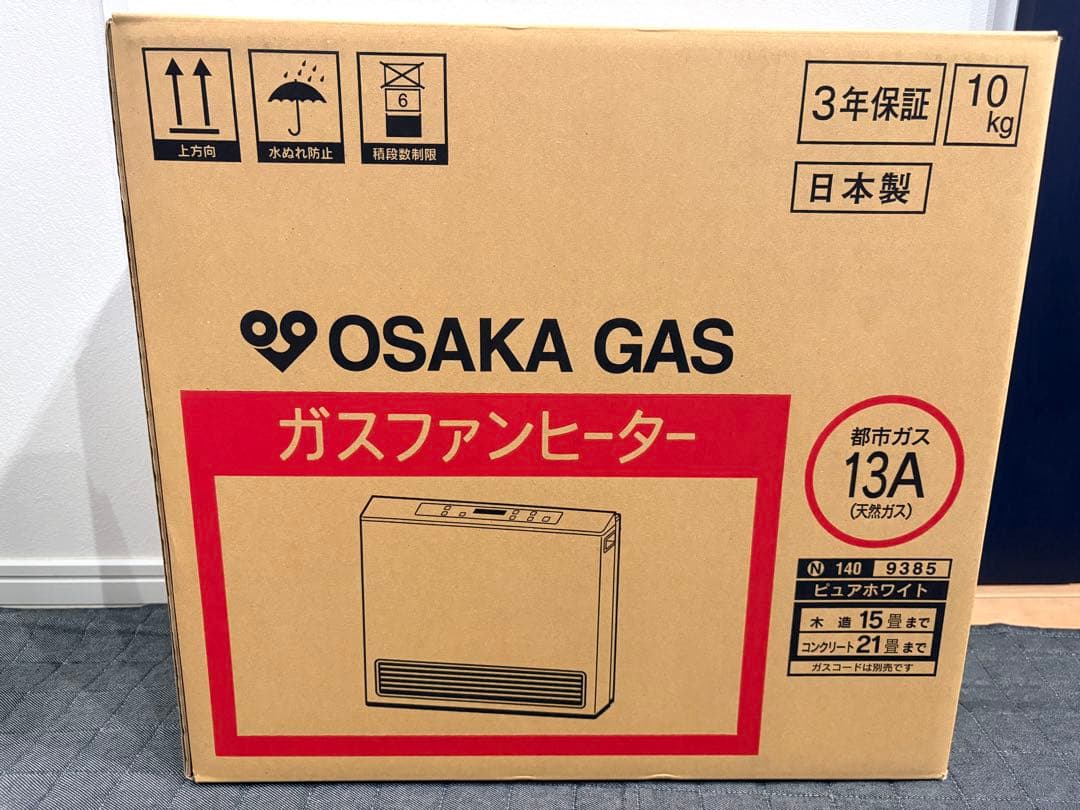 上方向
水ぬれ防止
6
積段数制限
3年保証
10
kg
日本製
OSAKA GAS
ガスファンヒーター
都市ガス
13A
(天然ガス)
N 140 9385
ピュアホワイト
木造15畳まで
コンクリート21畳まで
ガスコードは別売です